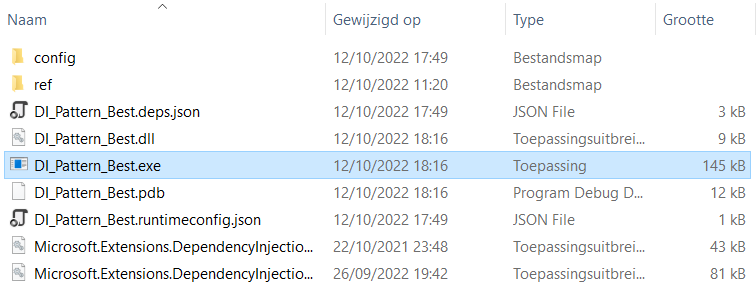 Naam Gewijzigd op Type Grootte
config 12/10/2022 17:49 Bestandsmap
ref 12/10/2022 11:20 Bestandsmap
DI_Pattern_Best.deps.json 12/10/2022 17:49 JSON File 3 kB
DI_Pattern_Best.dll 12/10/2022 18:16 Toepassingsuitbrei... 9 kB
DI_Pattern_Best.exe 12/10/2022 18:16 Toepassing 145 kB
DI_Pattern_Best.pdb 12/10/2022 18:16 Program Debug D... 12 kB
DI_Pattern_Best.runtimeconfig.json 12/10/2022 17:49 JSON File 1 kB
Microsoft.Extensions.DependencyInjectio... 22/10/2021 23:48 Toepassingsuitbrei... 43 kB
Microsoft.Extensions.DependencyInjectio... 26/09/2022 19:42 Toepassingsuitbrei... 81 kB